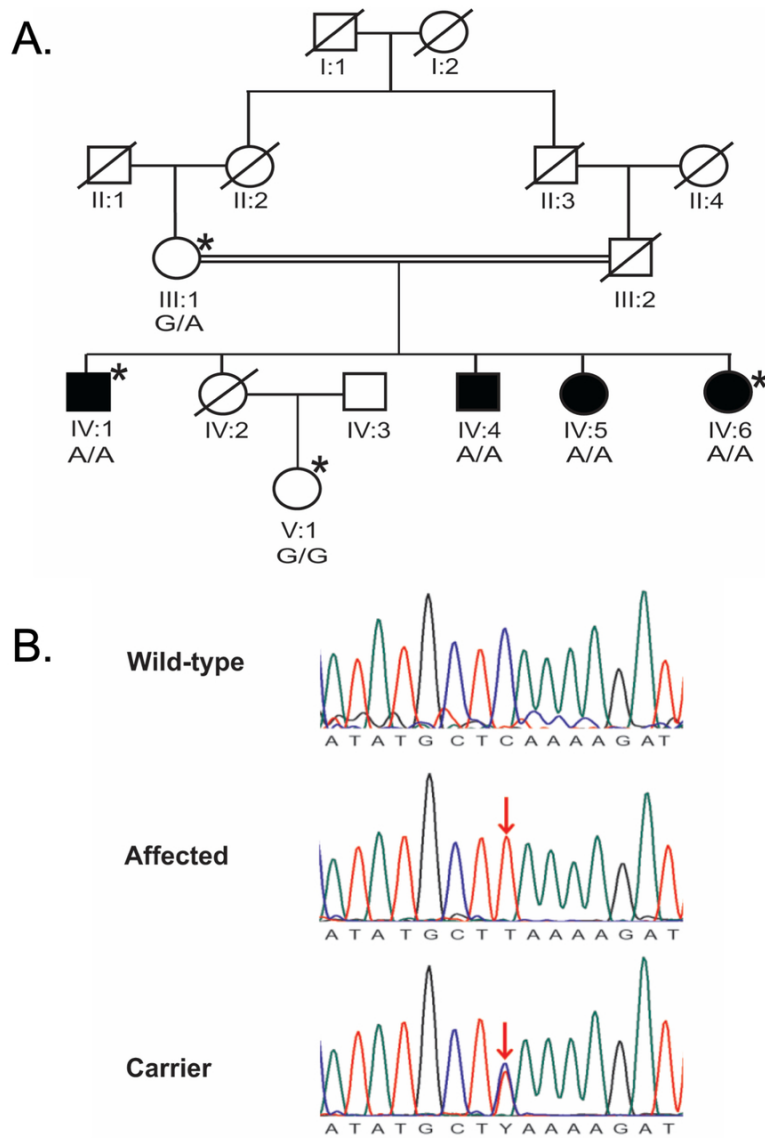 A.
I:1 I:2
II:1 II:2 II:3 II:4
*
III:1 III:2
G/A
* *
IV:1 IV:2 IV:3 IV:4 IV:5 IV:6
A/A A/A A/A A/A
*
V:1
G/G
B.
Wild-type
A T A T G C T C A A A A G A T
Affected
A T A T G C T T A A A A G A T
Carrier
A T A T G C T Y A A A A G A T